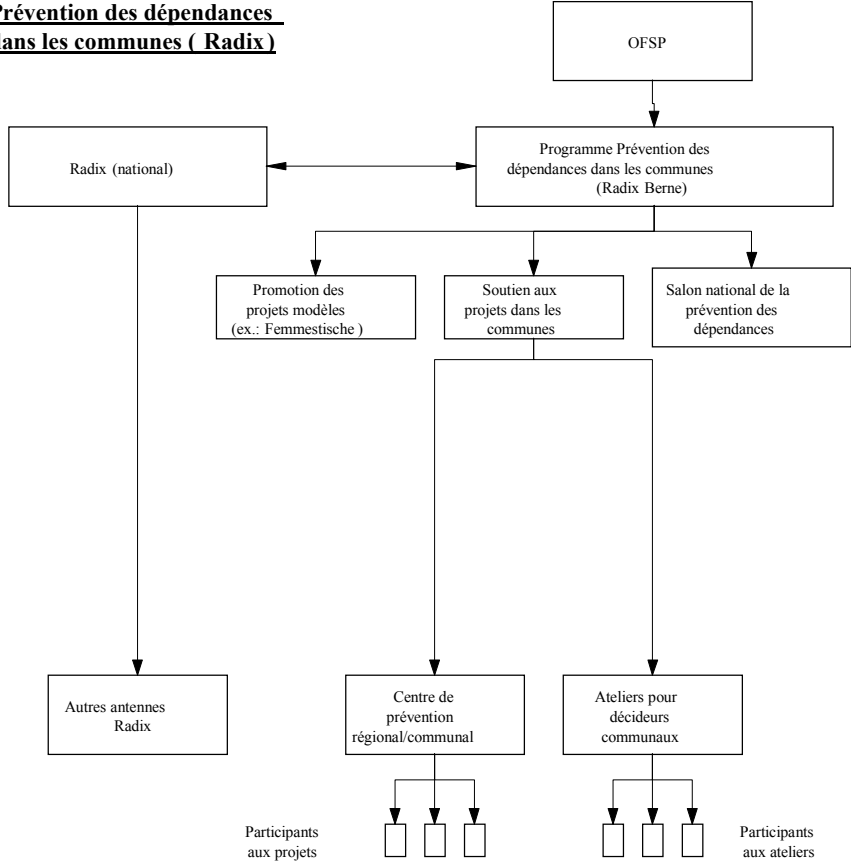 Prévention des dépendances
dans les communes ( Radix)
OFSP
Radix (national)
Programme Prévention des
dépendances dans les communes
(Radix Berne)
Promotion des
projets modèles
(ex.: Femmestische )
Soutien aux
projets dans les
communes
Salon national de la
prévention des
dépendances
Autres antennes
Radix
Centre de
prévention
régional/communal
Ateliers pour
décideurs
communaux
Participants
aux projets
Participants
aux ateliers